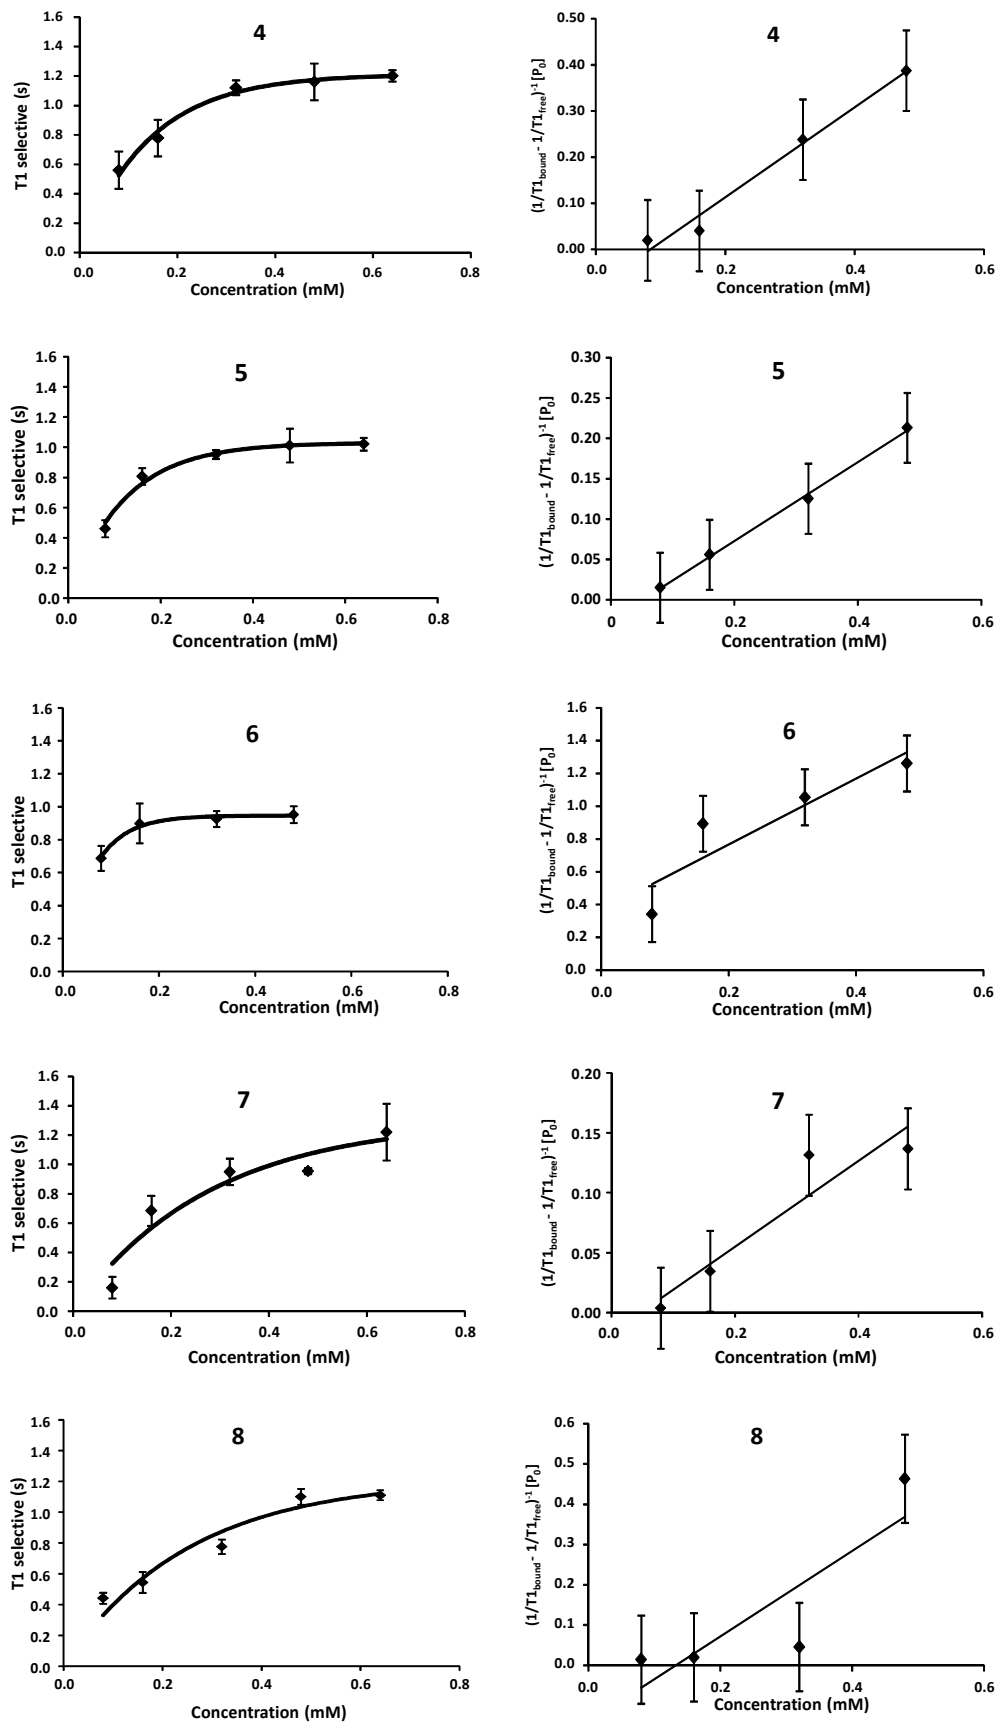 4
T1 selective (s)
1.6
1.4
1.2
1.0
0.8
0.6
0.4
0.2
0.0
0.0 0.2 0.4 0.6 0.8
Concentration (mM)
4
(1/T1bound - 1/T1free)-1 [P0]
0.50
0.40
0.30
0.20
0.10
0.00
0.0 0.2 0.4 0.6
Concentration (mM)
5
T1 selective (s)
1.6
1.4
1.2
1.0
0.8
0.6
0.4
0.2
0.0
0.0 0.2 0.4 0.6 0.8
Concentration (mM)
5
(1/T1bound - 1/T1free)-1 [P0]
0.30
0.25
0.20
0.15
0.10
0.05
0.00
0 0.2 0.4 0.6
Concentration (mM)
6
T1 selective
1.6
1.4
1.2
1.0
0.8
0.6
0.4
0.2
0.0
0.0 0.2 0.4 0.6 0.8
Concentration (mM)
6
(1/T1bound - 1/T1free)-1 [P0]
1.6
1.4
1.2
1.0
0.8
0.6
0.4
0.2
0.0
0.0 0.2 0.4 0.6
Concentration (mM)
7
T1 selective (s)
1.6
1.4
1.2
1.0
0.8
0.6
0.4
0.2
0.0
0.0 0.2 0.4 0.6 0.8
Concentration (mM)
7
(1/T1bound - 1/T1free)-1 [P0]
0.20
0.15
0.10
0.05
0.00
0.0 0.2 0.4 0.6
Concentration (mM)
8
T1 selective (s)
1.6
1.4
1.2
1.0
0.8
0.6
0.4
0.2
0.0
0.0 0.2 0.4 0.6 0.8
Concentration (mM)
8
(1/T1bound - 1/T1free)-1 [P0]
0.6
0.5
0.4
0.3
0.2
0.1
0.0
0.0 0.2 0.4 0.6
Concentration (mM)